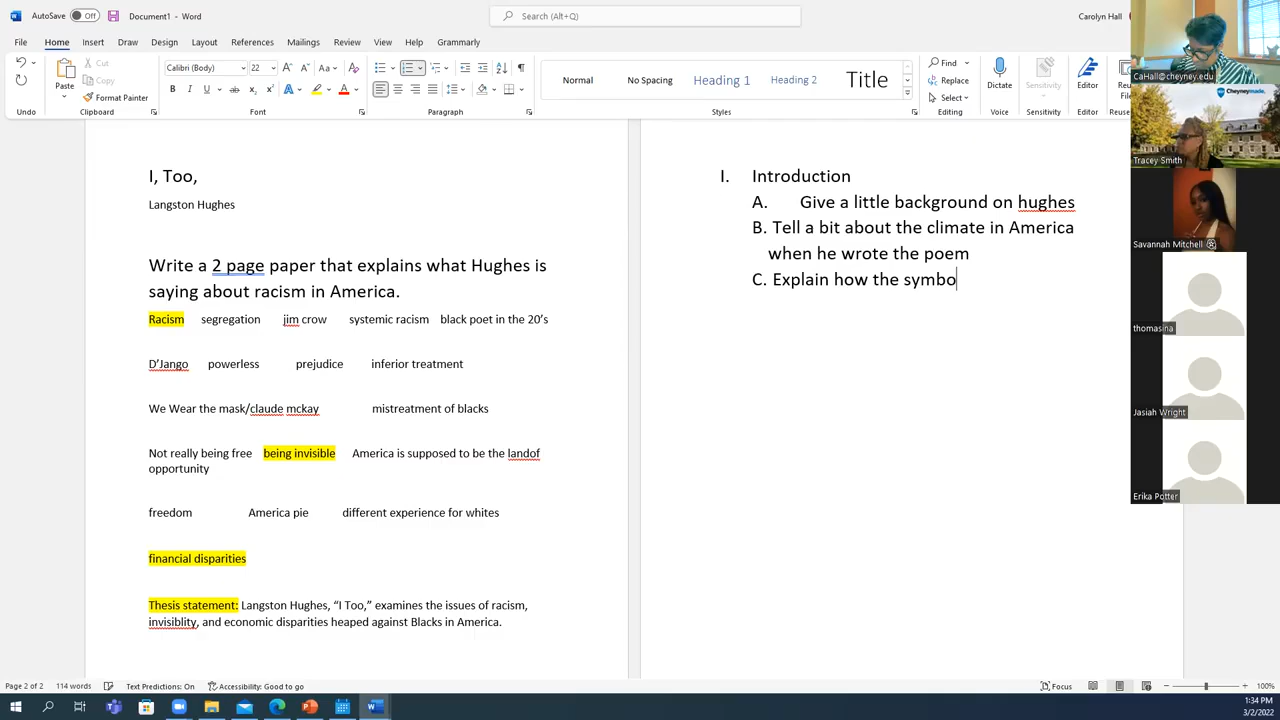 AutoSave Off Document1 - Word Search (Alt+Q) Carolyn Hall
File Home Insert Draw Design Layout References Mailings Review View Help Grammarly
Paste Cut Copy Format Painter
Calibri (Body) 22
Normal No Spacing Heading 1 Heading 2 Title
Find Replace Select
Dictate Sensitivity Editor
Undo Clipboard Font Paragraph Styles Editing Voice Sensitivity Editor
CaHall@cheyney.edu
Cheyneymade.
Tracey Smith
Savannah Mitchell
thomasina
Jasiah Wright
Erika Potter
I, Too,
Langston Hughes
Write a 2 page paper that explains what Hughes is
saying about racism in America.
Racism segregation jim crow systemic racism black poet in the 20's
D'Jango powerless prejudice inferior treatment
We Wear the mask/claude mckay mistreatment of blacks
Not really being free being invisible America is supposed to be the landof
opportunity
freedom America pie different experience for whites
financial disparities
Thesis statement: Langston Hughes, “I Too,” examines the issues of racism,
invisiblity, and economic disparities heaped against Blacks in America.
I. Introduction
A. Give a little background on hughes
B. Tell a bit about the climate in America
when he wrote the poem
C. Explain how the symbo
Page 2 of 2 114 words Text Predictions: On Accessibility: Good to go Focus 100%
1:34 PM
3/2/2022